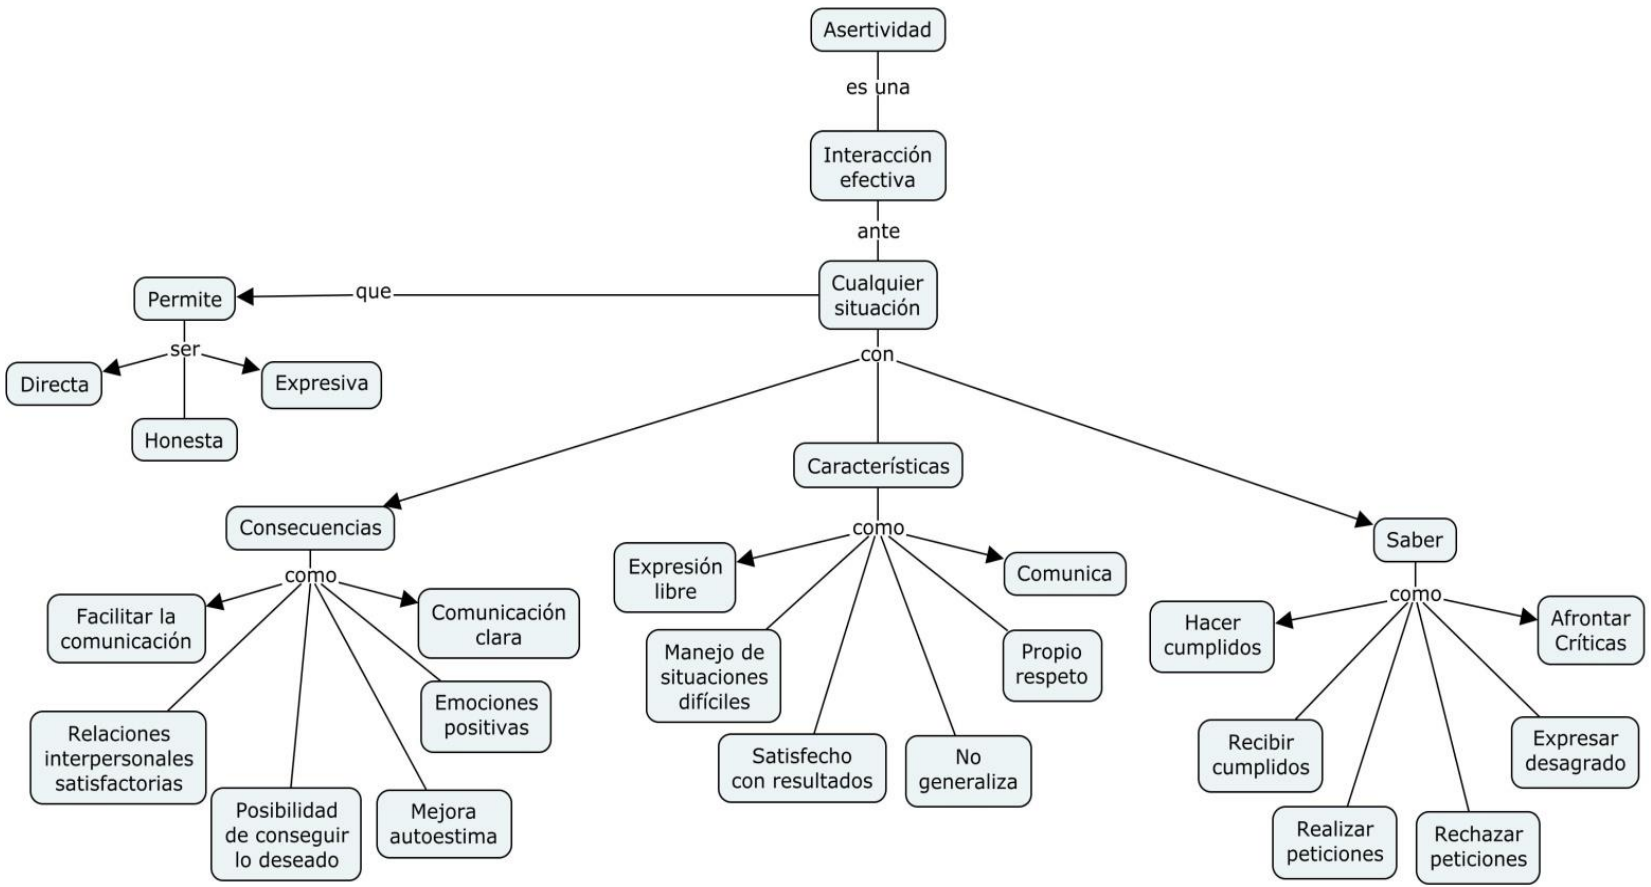 Asertividad
es una
Interacción
efectiva
ante
Cualquier
situación
que
Permite
ser
Directa
Expresiva
Honesta
con
Consecuencias
como
Facilitar la
comunicación
Relaciones
interpersonales
satisfactorias
Posibilidad
de conseguir
lo deseado
Mejora
autoestima
Emociones
positivas
Comunicación
clara
Características
como
Expresión
libre
Manejo de
situaciones
difíciles
Satisfecho
con resultados
No
generaliza
Propio
respeto
Comunica
Saber
como
Hacer
cumplidos
Recibir
cumplidos
Realizar
peticiones
Rechazar
peticiones
Expresar
desagrado
Afrontar
Críticas